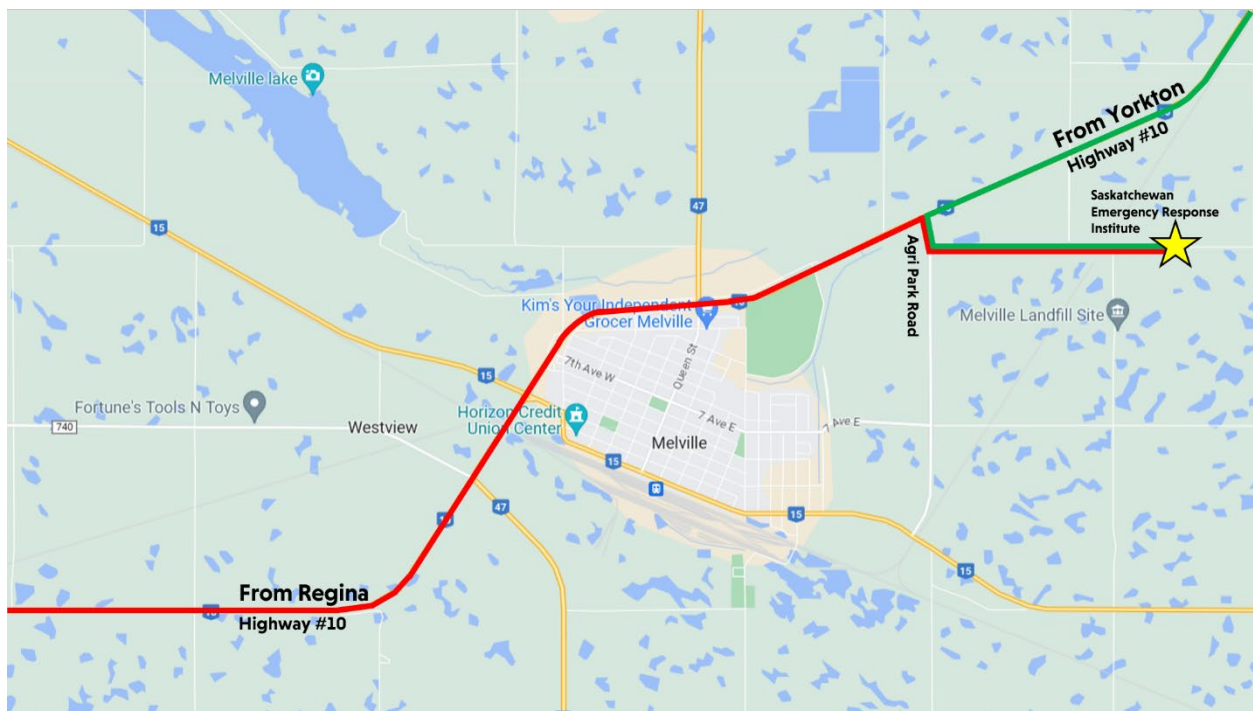 Melville lake
From Yorkton
Highway #10
Saskatchewan
Emergency Response
Institute
15
47
Agri Park Road
Kim's Your Independent
Grocer Melville
Melville Landfill Site
7th Ave W
Queen St
15
Fortune's Tools N Toys
Horizon Credit
Union Center
7 Ave E
7 Ave E
740
Westview
Melville
15
47
15
15
From Regina
Highway #10